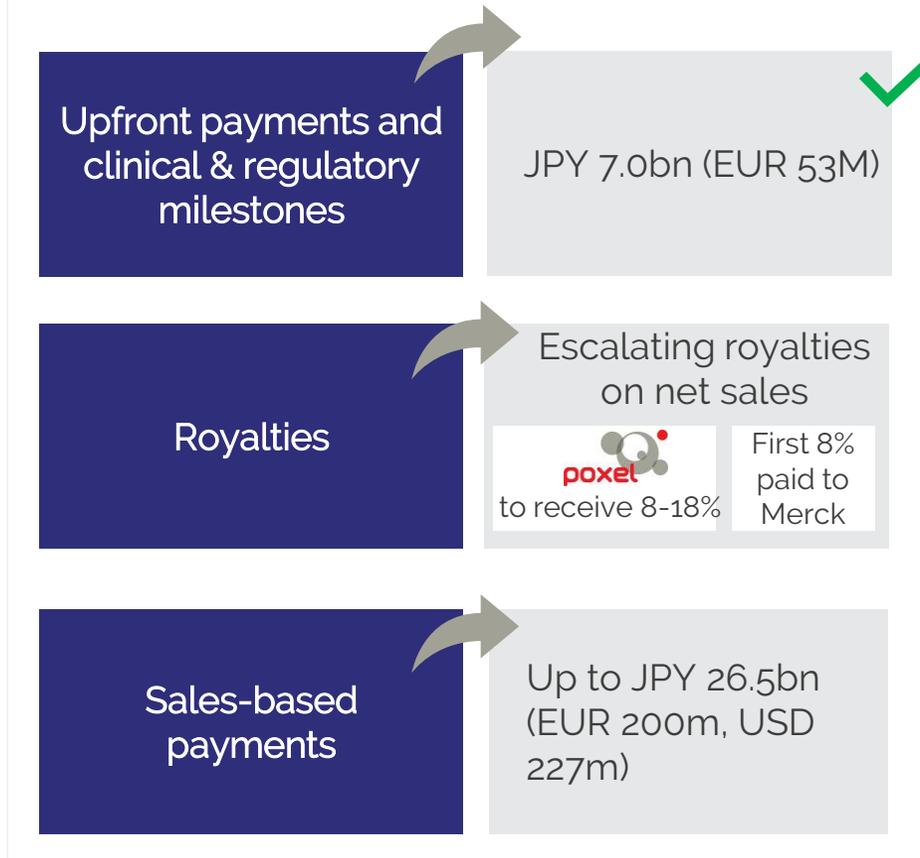 Upfront payments and
clinical & regulatory
milestones
JPY 7.0bn (EUR 53M)
Royalties
Escalating royalties
on net sales
poxel
to receive 8-18%
First 8%
paid to
Merck
Sales-based
payments
Up to JPY 26.5bn
(EUR 200m, USD
227m)